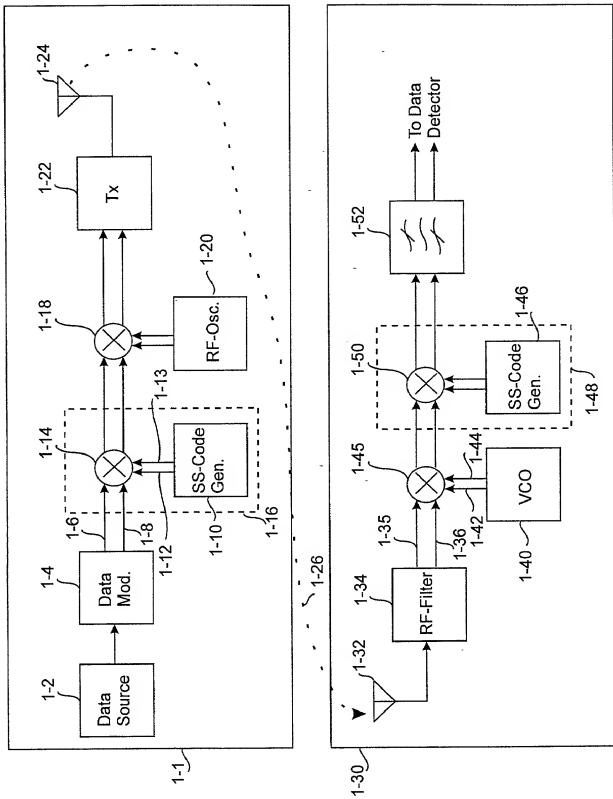 1-2
Data
Source
1-4
Data
Mod.
1-6
1-8
1-14
1-12
1-13
1-10
SS-Code
Gen.
1-16
1-18
1-20
RF-Osc.
1-22
Tx
1-24
1-1
1-26
1-32
1-34
RF-Filter
1-35
1-36
1-45
1-42
1-44
1-40
VCO
1-50
1-46
SS-Code
Gen.
1-48
1-52
To Data
Detector
1-30